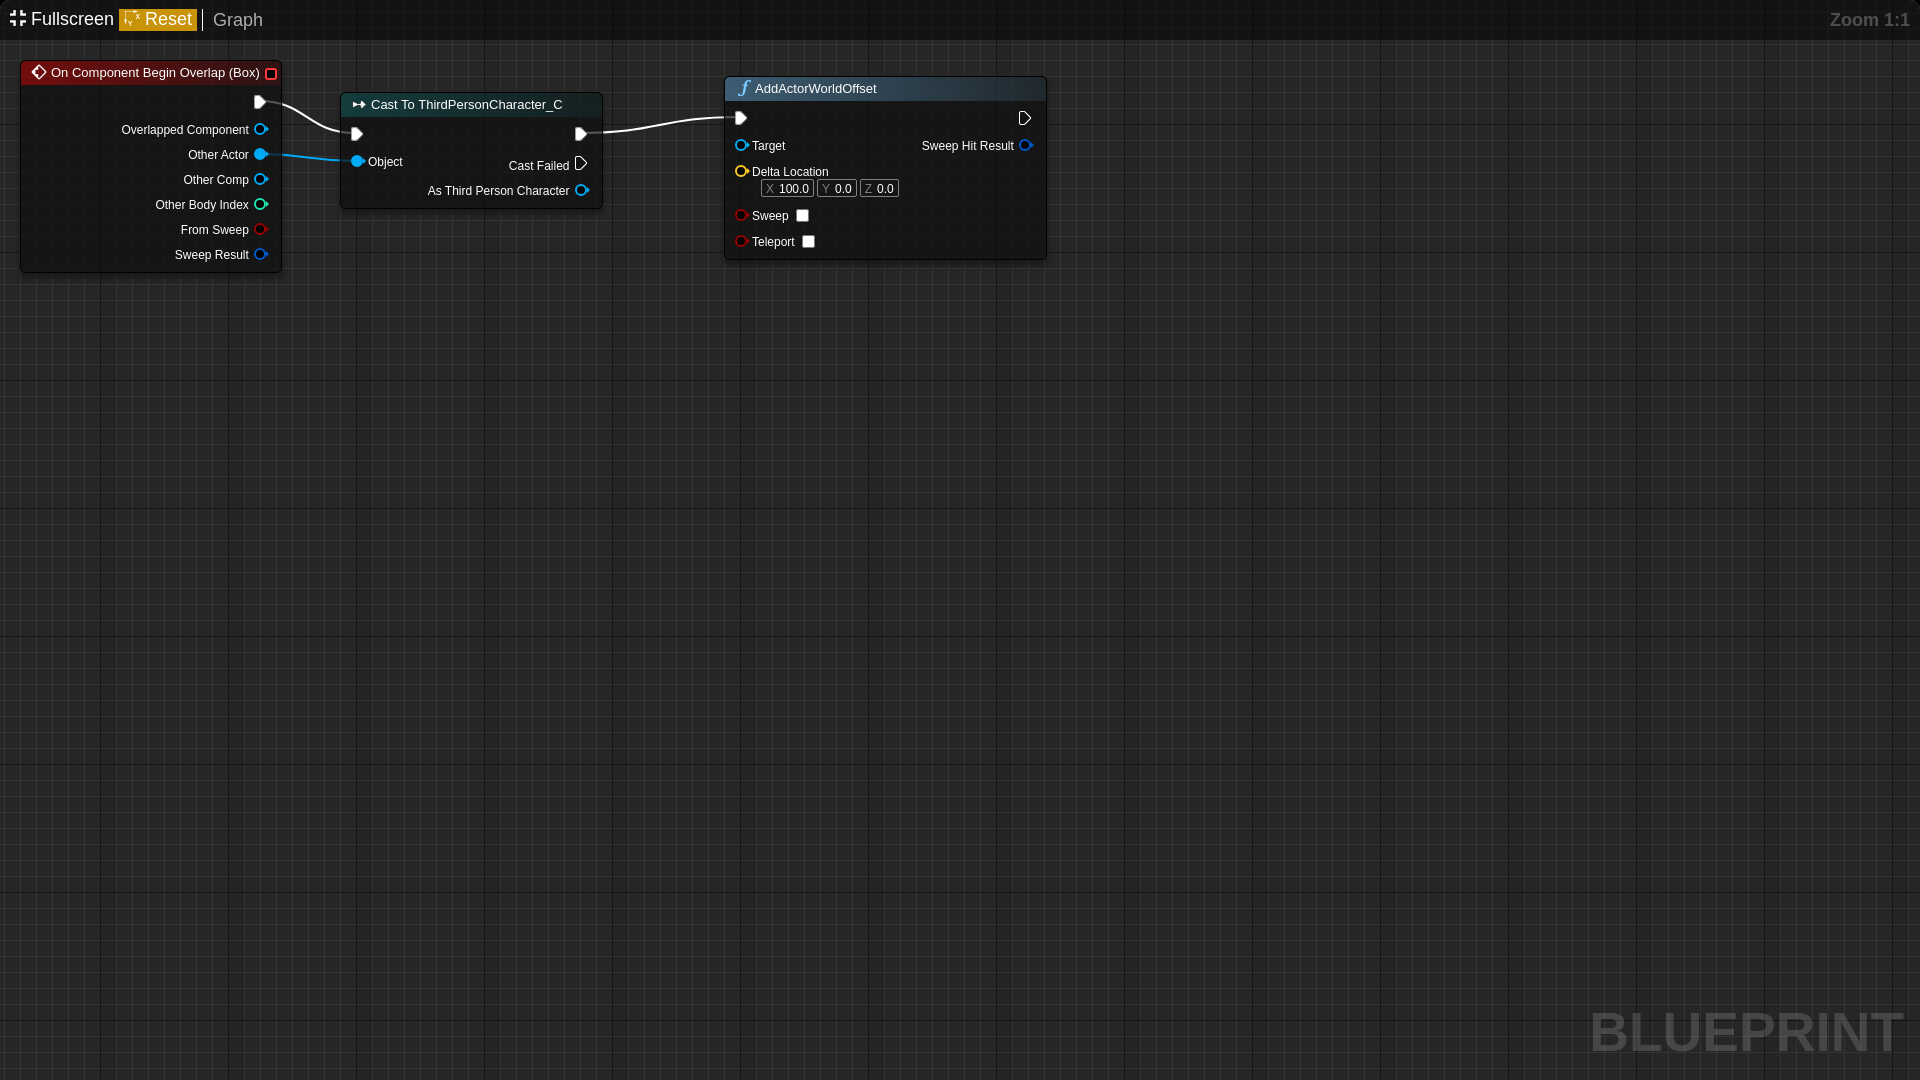 Fullscreen Reset Graph Zoom 1:1
On Component Begin Overlap (Box)
Overlapped Component
Other Actor
Other Comp
Other Body Index
From Sweep
Sweep Result
Cast To ThirdPersonCharacter_C
Object
Cast Failed
As Third Person Character
AddActorWorldOffset
Target Sweep Hit Result
Delta Location
X 100.0 Y 0.0 Z 0.0
Sweep
Teleport
BLUEPRINT